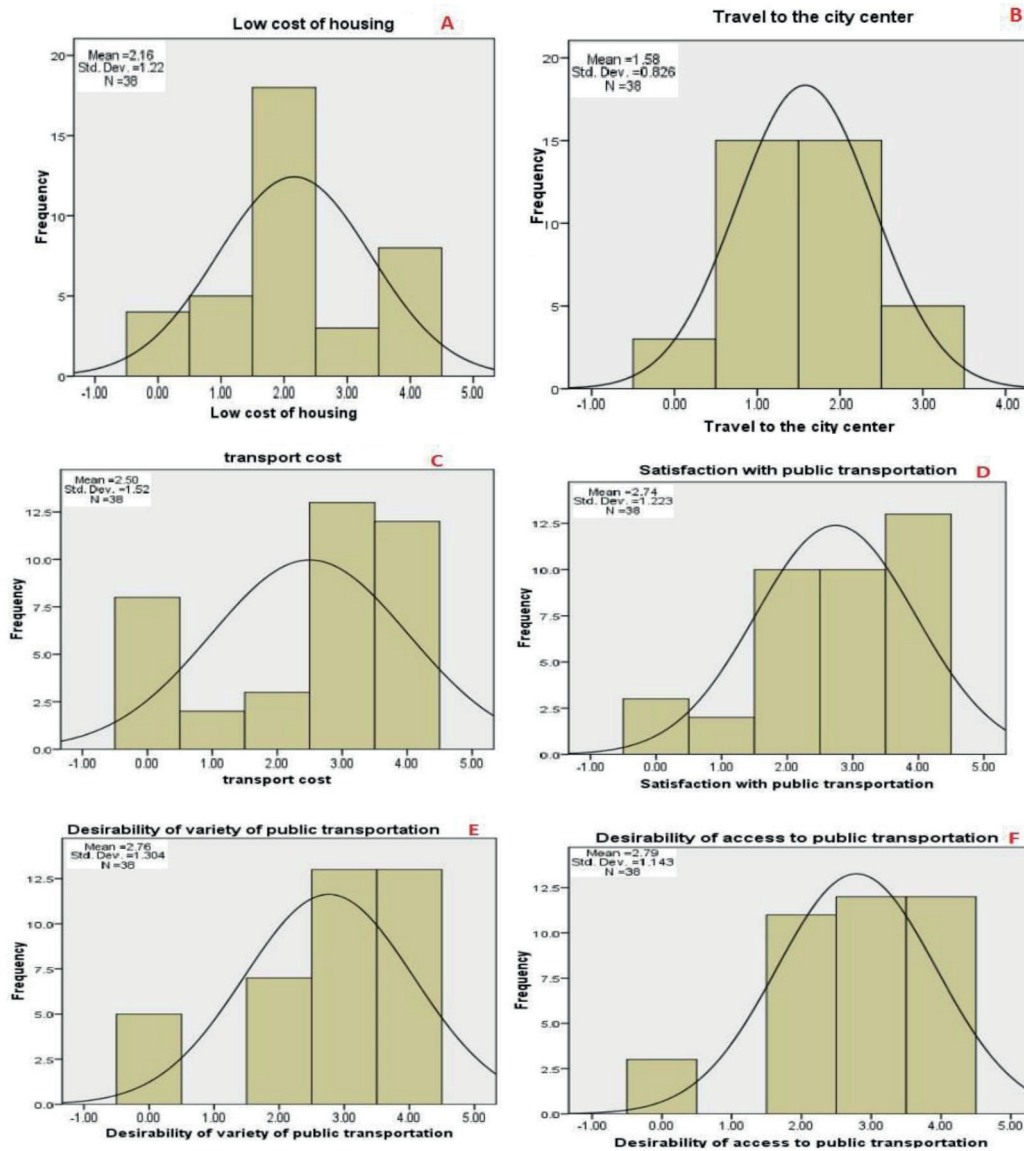 Low cost of housing A
Mean =2.16
Std. Dev. =1.22
N =38
Frequency
20
15
10
5
0
-1.00 0.00 1.00 2.00 3.00 4.00 5.00
Low cost of housing
Travel to the city center B
Mean =1.58
Std. Dev. =0.826
N =38
Frequency
20
15
10
5
0
-1.00 0.00 1.00 2.00 3.00 4.00
Travel to the city center
transport cost C
Mean =2.50
Std. Dev. =1.52
N =38
Frequency
12.5
10.0
7.5
5.0
2.5
0.0
-1.00 0.00 1.00 2.00 3.00 4.00 5.00
transport cost
Satisfaction with public transportation D
Mean =2.74
Std. Dev. =1.223
N =38
Frequency
12.5
10.0
7.5
5.0
2.5
0.0
-1.00 0.00 1.00 2.00 3.00 4.00 5.00
Satisfaction with public transportation
Desirability of variety of public transportation E
Mean =2.76
Std. Dev. =1.304
N =38
Frequency
12.5
10.0
7.5
5.0
2.5
0.0
-1.00 0.00 1.00 2.00 3.00 4.00 5.00
Desirability of variety of public transportation
Desirability of access to public transportation F
Mean =2.79
Std. Dev. =1.143
N =38
Frequency
12.5
10.0
7.5
5.0
2.5
0.0
-1.00 0.00 1.00 2.00 3.00 4.00 5.00
Desirability of access to public transportation